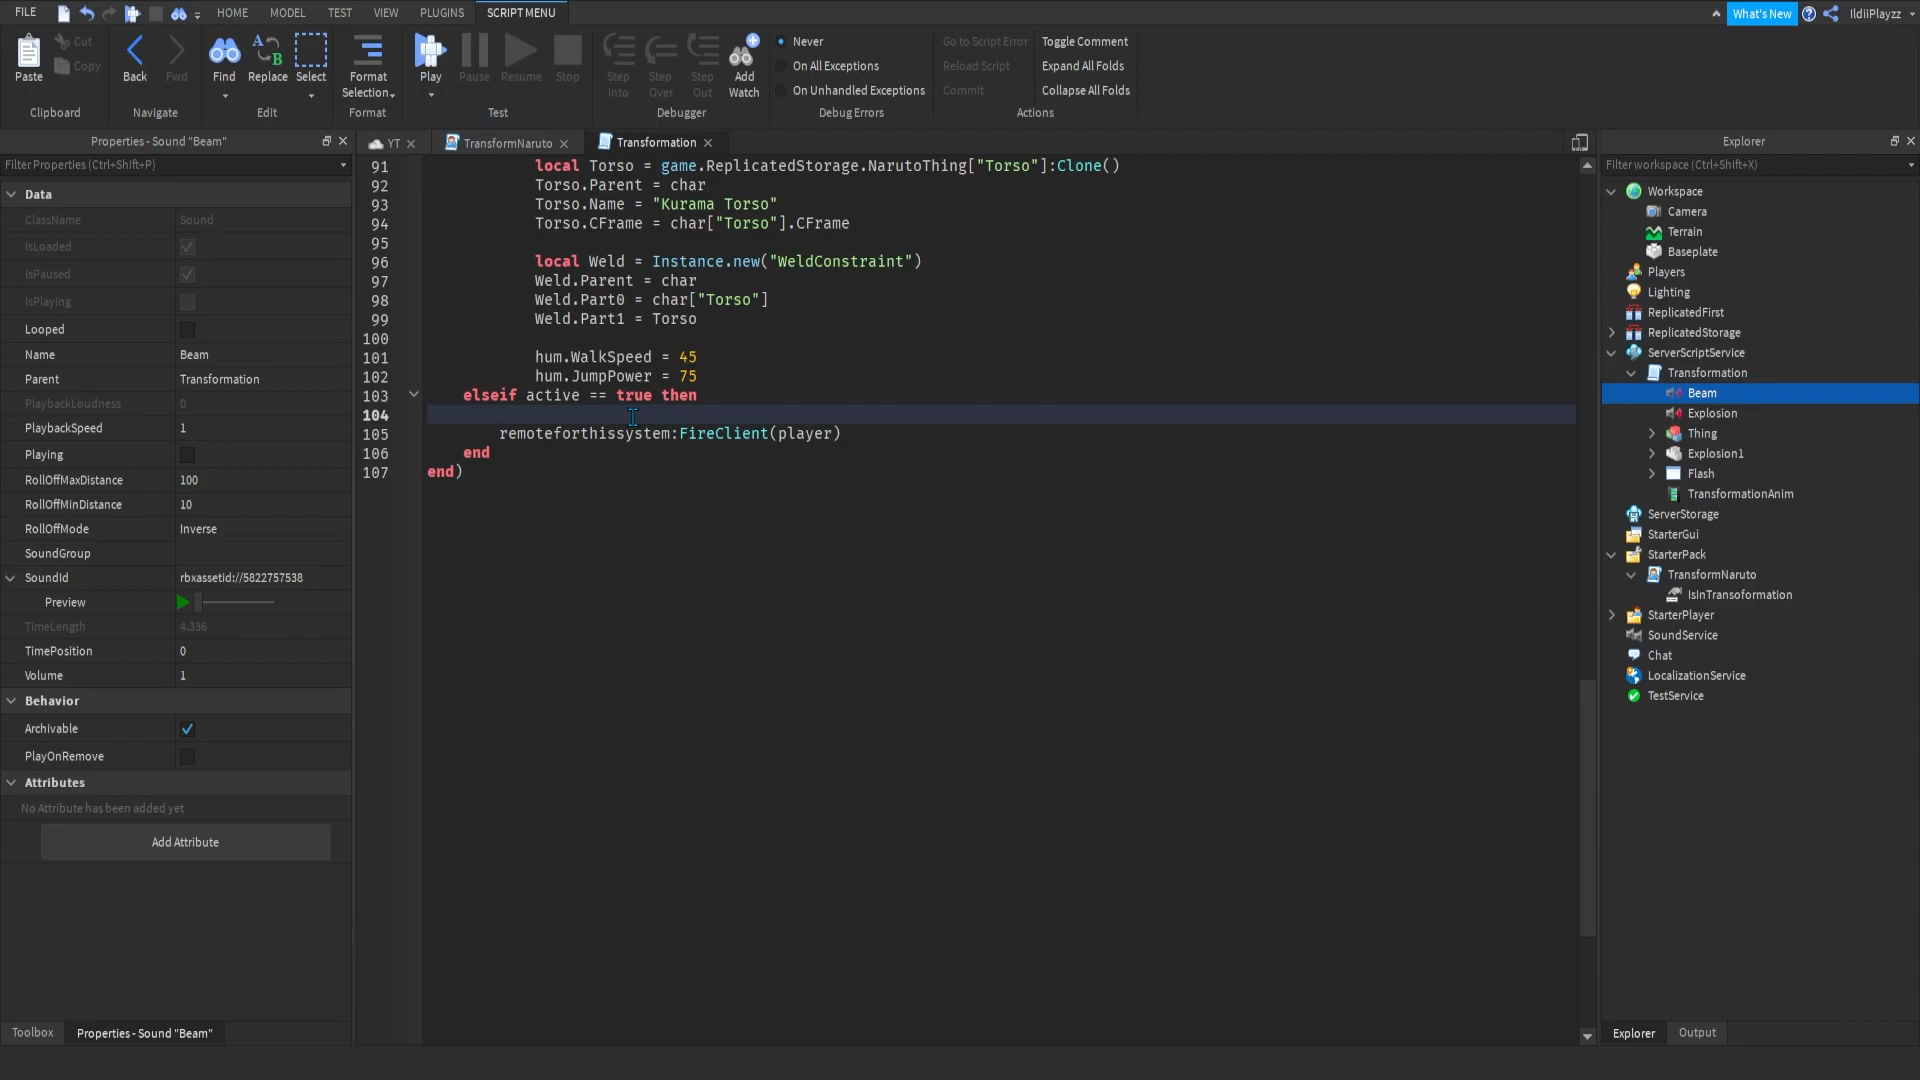 FILE
HOME
MODEL
TEST
VIEW
PLUGINS
SCRIPT MENU
What's New
IldiiPlayzz
Paste
Cut
Copy
Clipboard
Back
Fwd
Navigate
Find
Replace
Select
Edit
Format
Selection
Format
Play
Pause
Resume
Stop
Test
Step
Into
Step
Over
Step
Out
Add
Watch
Debugger
Never
On All Exceptions
On Unhandled Exceptions
Debug Errors
Go to Script Error
Reload Script
Commit
Toggle Comment
Expand All Folds
Collapse All Folds
Actions
Properties - Sound "Beam"
Filter Properties (Ctrl+Shift+P)
Data
ClassName Sound
IsLoaded
IsPaused
IsPlaying
Looped
Name Beam
Parent Transformation
PlaybackLoudness 0
PlaybackSpeed 1
Playing
RollOffMaxDistance 100
RollOffMinDistance 10
RollOffMode Inverse
SoundGroup
SoundId rbxassetid://5822757538
Preview
TimeLength 4.336
TimePosition 0
Volume 1
Behavior
Archivable
PlayOnRemove
Attributes
No Attribute has been added yet
Add Attribute
Toolbox
Properties - Sound "Beam"
YT
TransformNaruto
Transformation
91 local Torso = game.ReplicatedStorage.NarutoThing["Torso"]:Clone()
92 Torso.Parent = char
93 Torso.Name = "Kurama Torso"
94 Torso.CFrame = char["Torso"].CFrame
95
96 local Weld = Instance.new("WeldConstraint")
97 Weld.Parent = char
98 Weld.Part0 = char["Torso"]
99 Weld.Part1 = Torso
100
101 hum.WalkSpeed = 45
102 hum.JumpPower = 75
103 elseif active == true then
104
105 remoteforthissystem:FireClient(player)
106 end
107 end)
Explorer
Filter workspace (Ctrl+Shift+X)
Workspace
Camera
Terrain
Baseplate
Players
Lighting
ReplicatedFirst
ReplicatedStorage
ServerScriptService
Transformation
Beam
Explosion
Thing
Explosion1
Flash
TransformationAnim
ServerStorage
StarterGui
StarterPack
TransformNaruto
IsInTransoformation
StarterPlayer
SoundService
Chat
LocalizationService
TestService
Explorer
Output